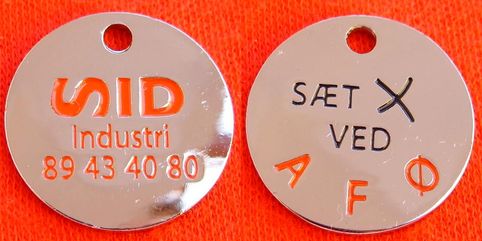 SID
Industri
89 43 40 80
SÆT X
VED
A F Ø